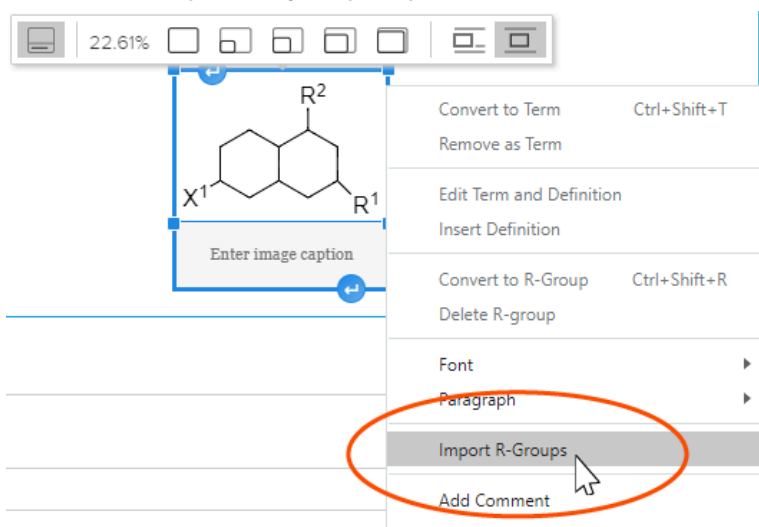 22.61%
R²
X¹
R¹
Enter image caption
Convert to Term Ctrl+Shift+T
Remove as Term
Edit Term and Definition
Insert Definition
Convert to R-Group Ctrl+Shift+R
Delete R-group
Font
Paragraph
Import R-Groups
Add Comment